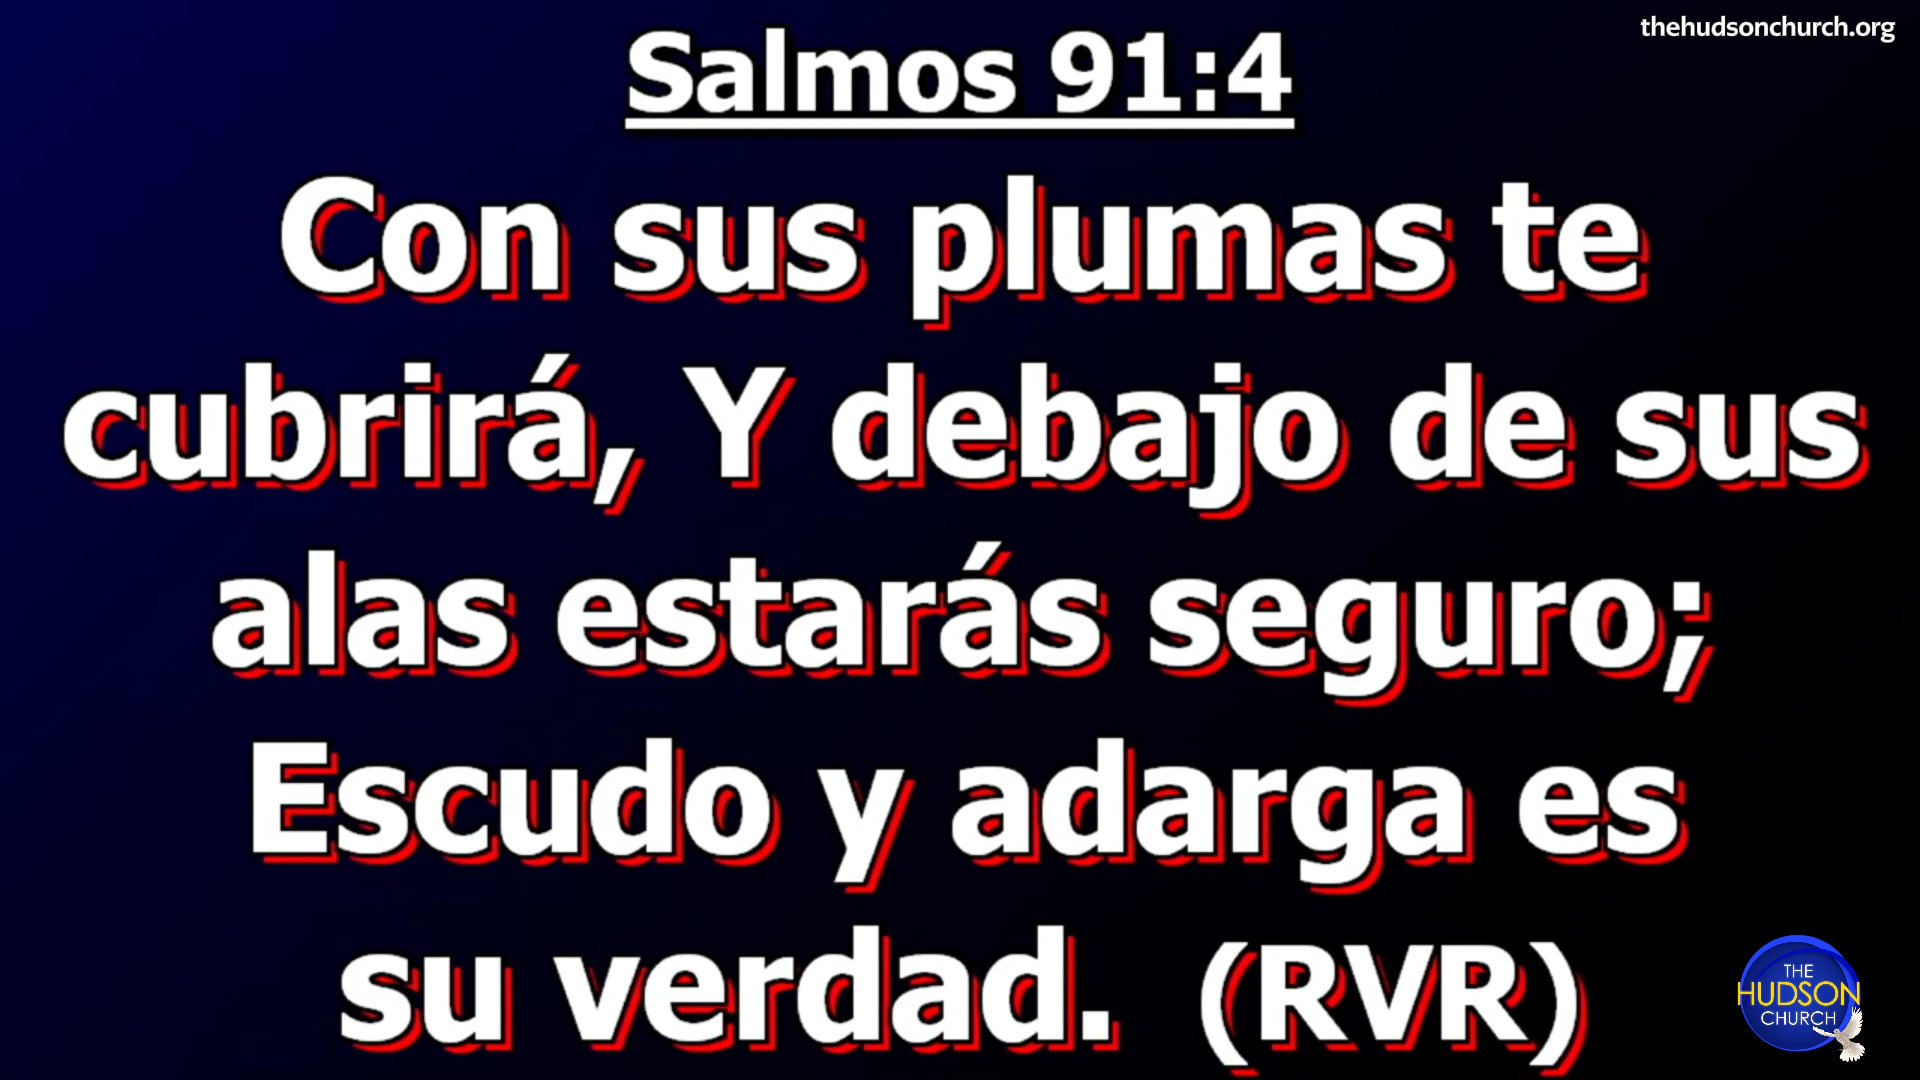 thehudsonchurch.org
Salmos 91:4
Con sus plumas te
cubrirá, Y debajo de sus
alas estarás seguro;
Escudo y adarga es
su verdad. (RVR)
THE
HUDSON
CHURCH